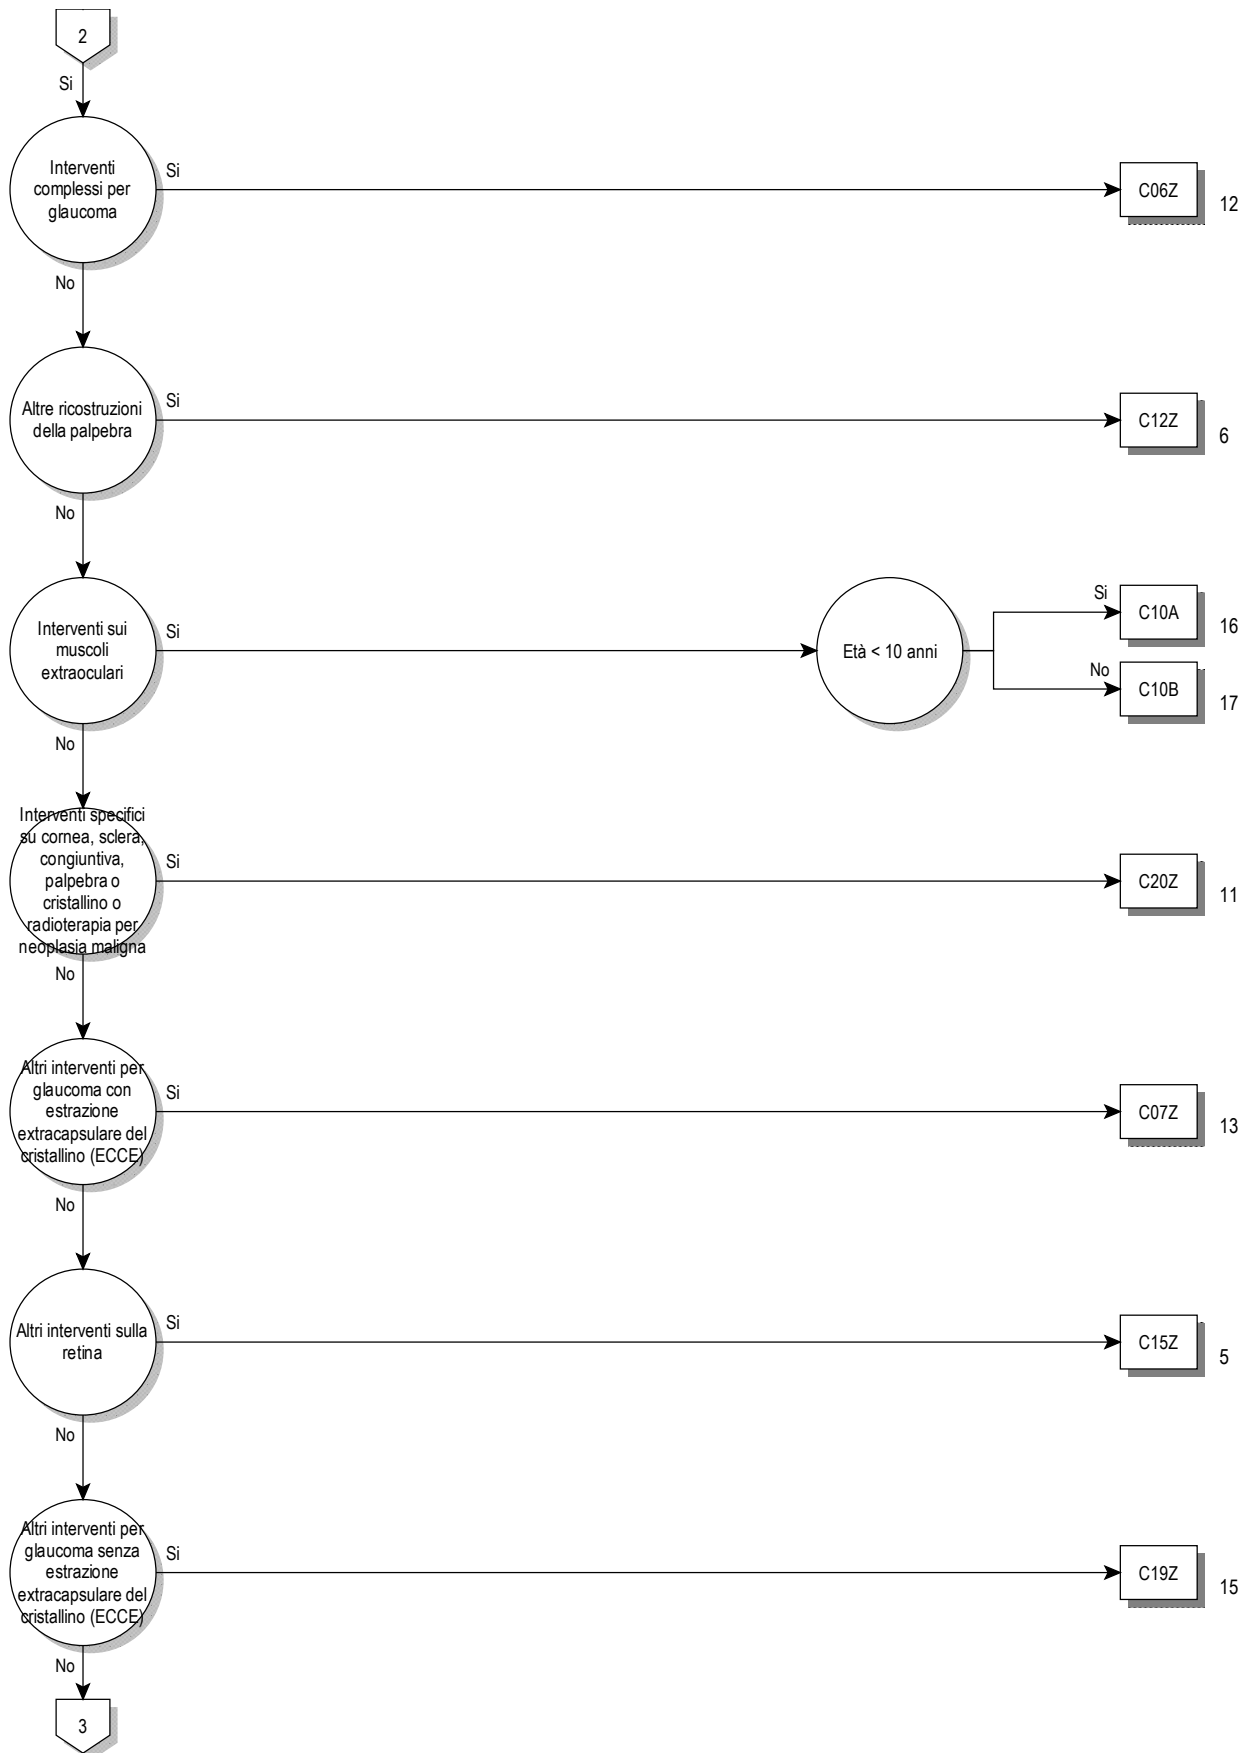 2
Si
Interventi
complessi per
glaucoma
Si
C06Z
12
No
Altre ricostruzioni
della palpebra
Si
C12Z
6
No
Interventi sui
muscoli
extraoculari
Si
Età < 10 anni
Si
C10A
16
No
C10B
17
No
Interventi specifici
su cornea, sclera,
congiuntiva,
palpebra o
cristallino o
radioterapia per
neoplasia maligna
Si
C20Z
11
No
Altri interventi per
glaucoma con
estrazione
extracapsulare del
cristallino (ECCE)
Si
C07Z
13
No
Altri interventi sulla
retina
Si
C15Z
5
No
Altri interventi per
glaucoma senza
estrazione
extracapsulare del
cristallino (ECCE)
Si
C19Z
15
No
3